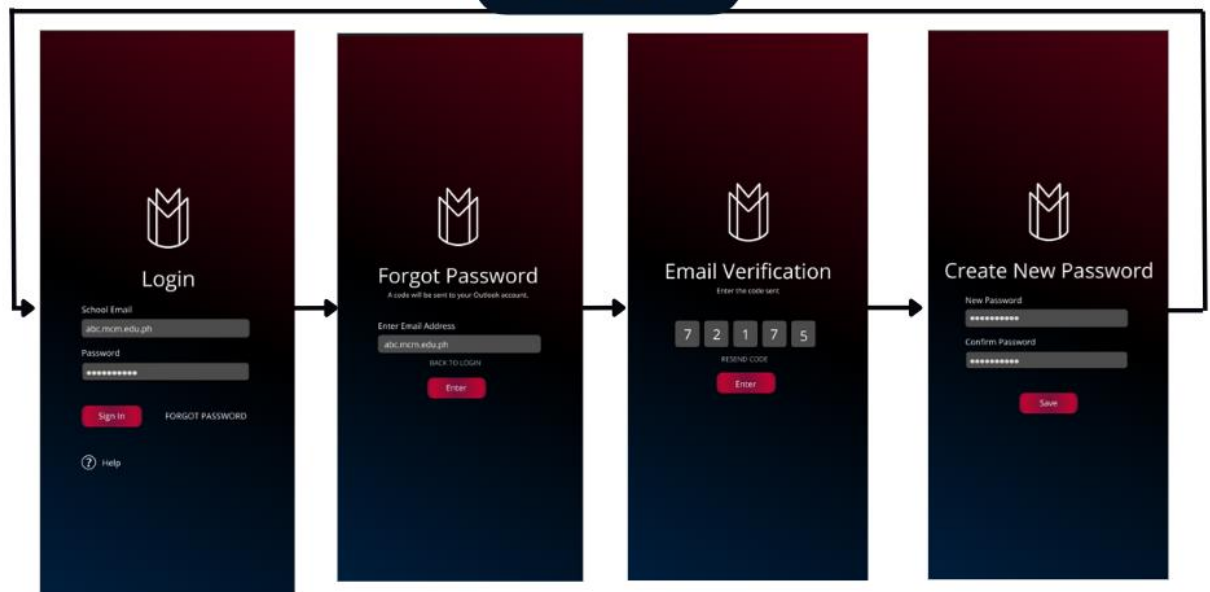 Login
School Email
abc.mcm.edu.ph
Password
Sign In
FORGOT PASSWORD
Help
Forgot Password
A code will be sent to your Outlook account.
Enter Email Address
abc.mcm.edu.ph
BACK TO LOGIN
Enter
Email Verification
Enter the code sent
7 2 1 7 5
RESEND CODE
Enter
Create New Password
New Password
Confirm Password
Save